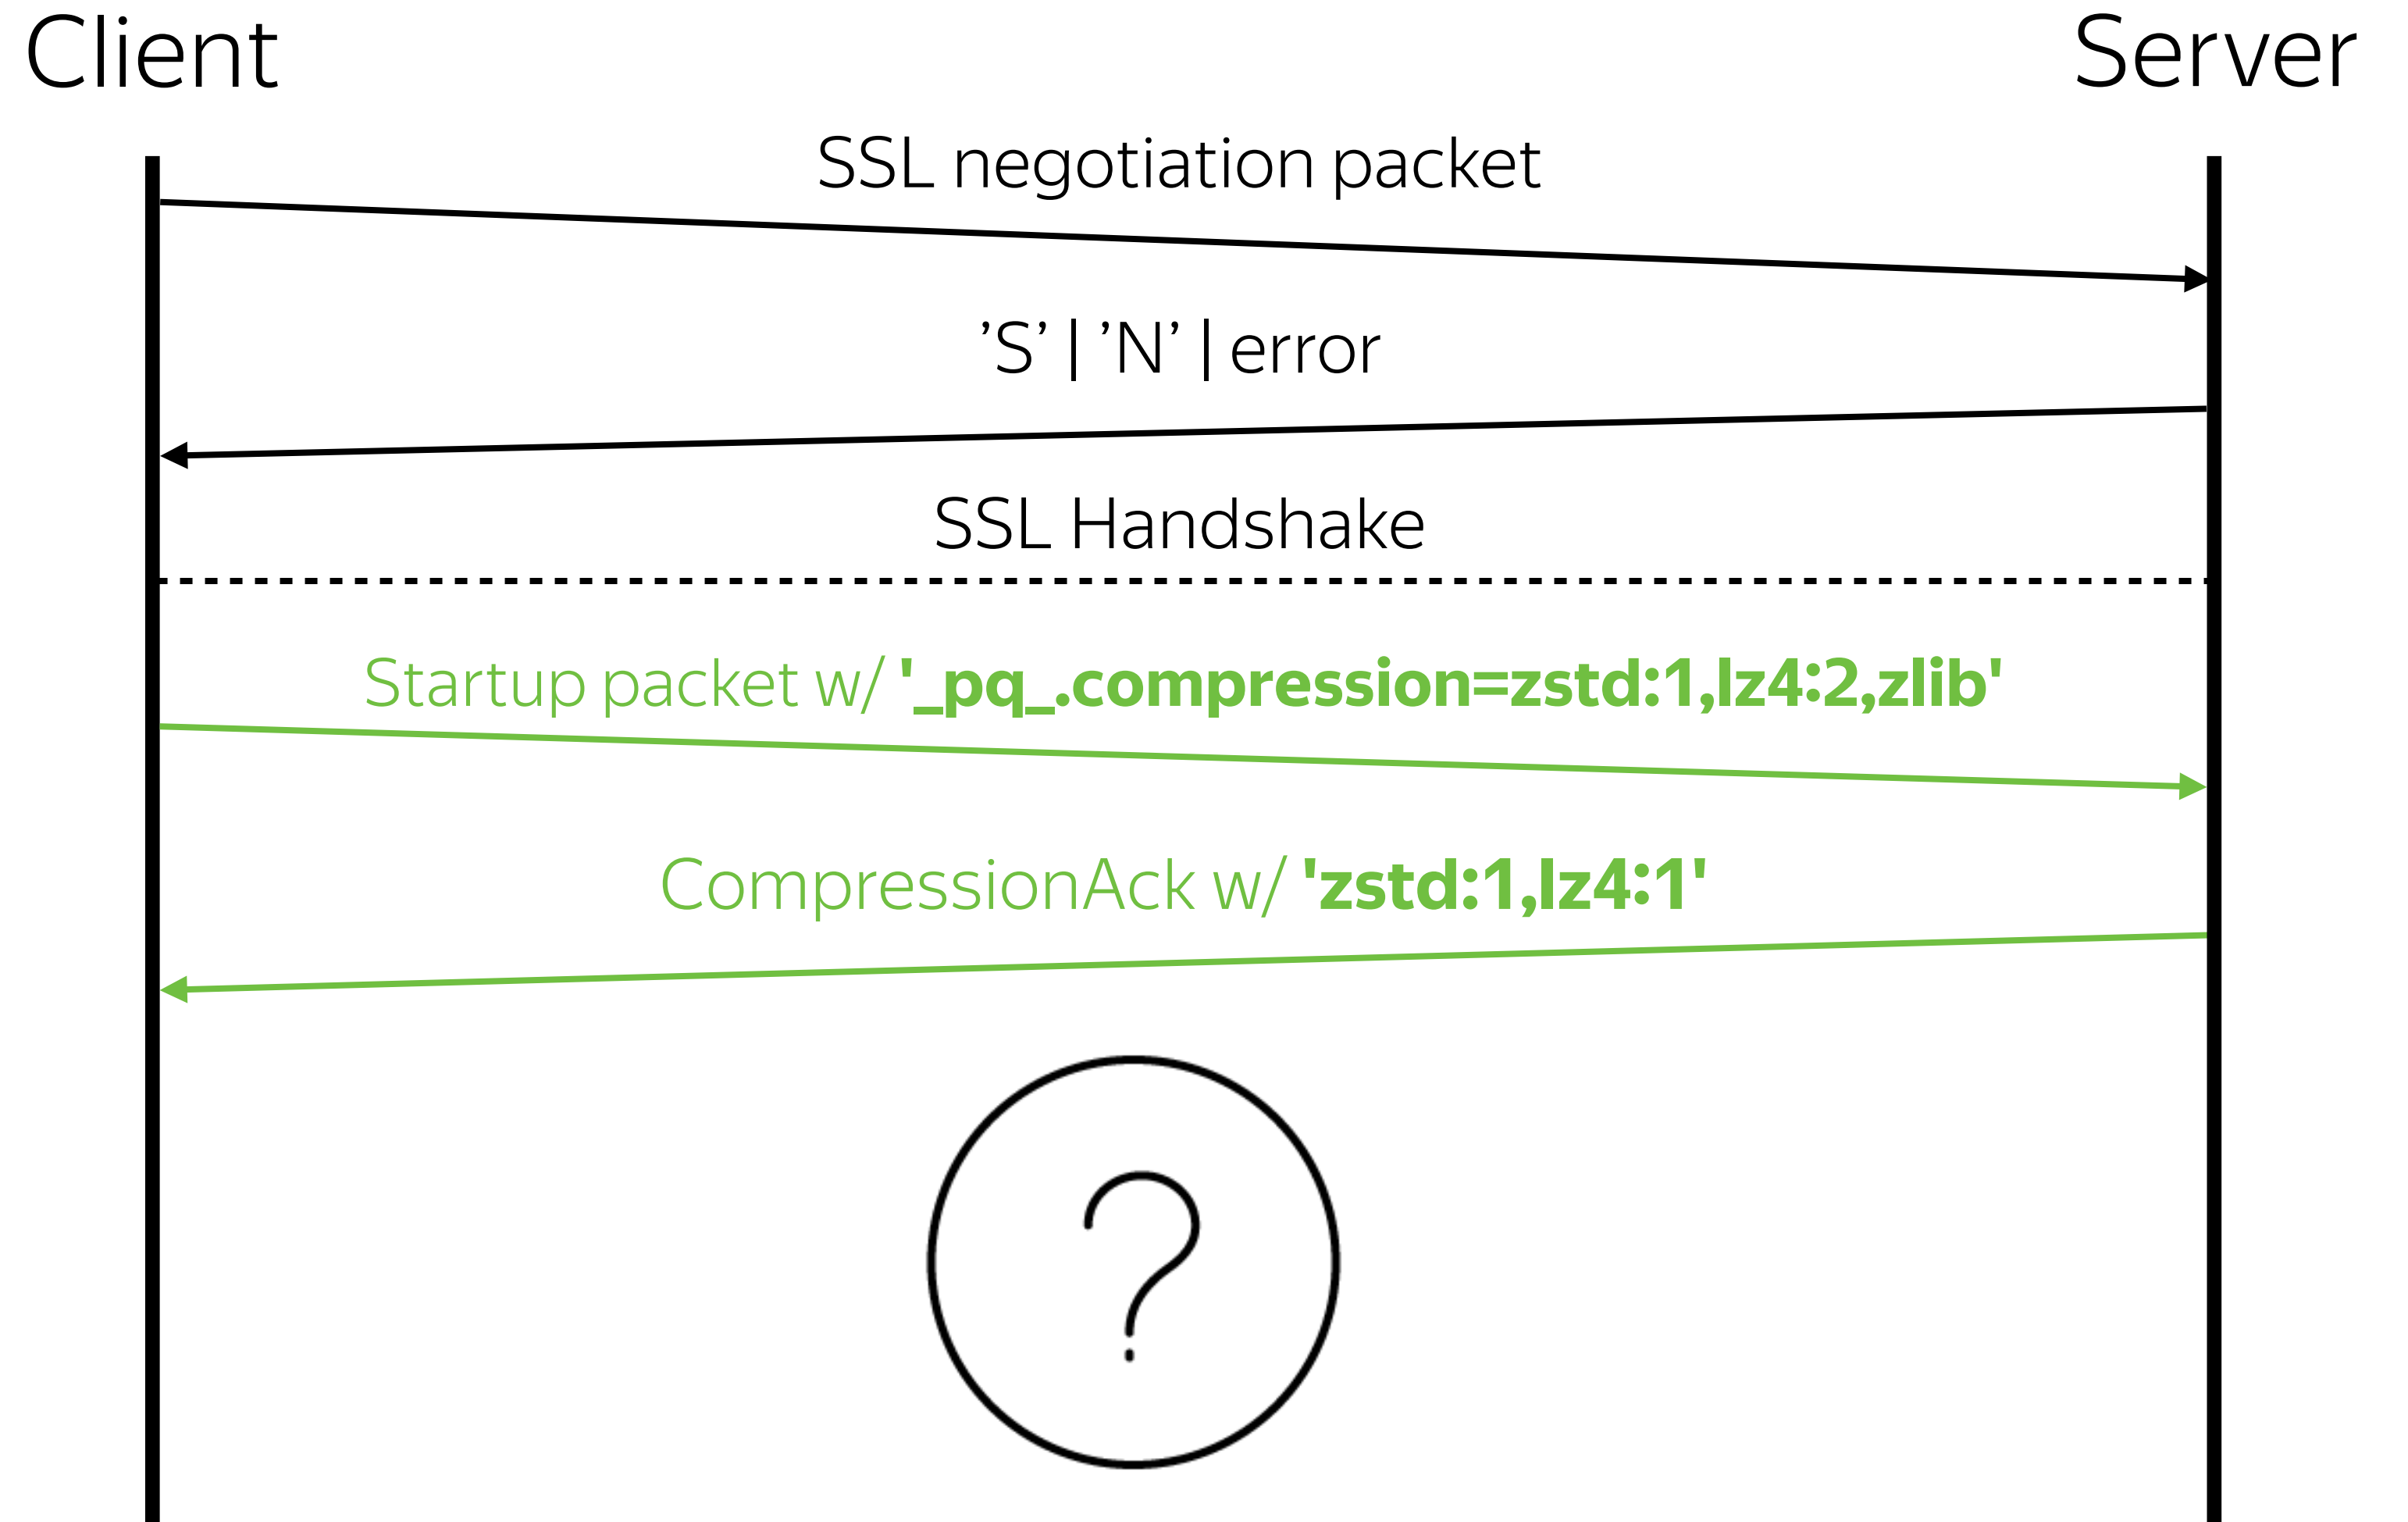 Client
Server
SSL negotiation packet
’S’ | ’N’ | error
SSL Handshake
Startup packet w/ '_pq_.compression=zstd:1,lz4:2,zlib'
CompressionAck w/ 'zstd:1,lz4:1'
?